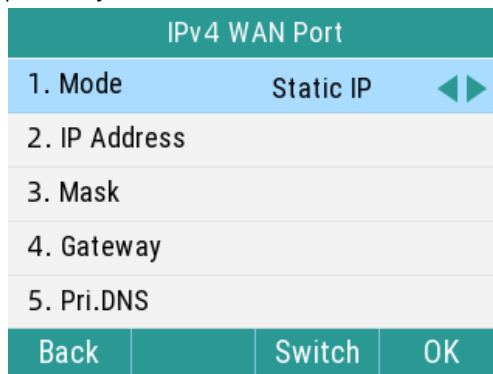 IPv4 WAN Port
1. Mode Static IP
2. IP Address
3. Mask
4. Gateway
5. Pri.DNS
Back Switch OK